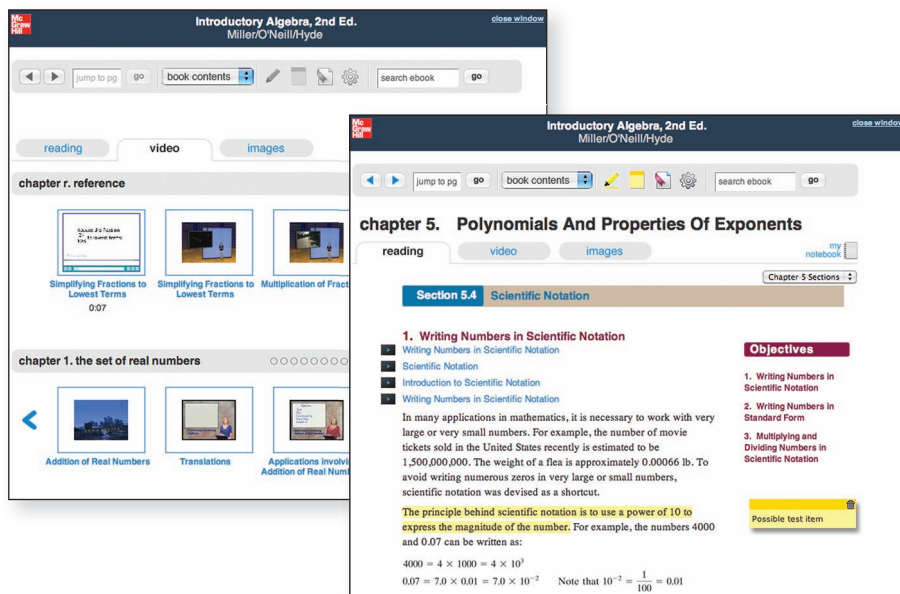 Mc
Graw
Hill
Introductory Algebra, 2nd Ed.
Miller/O'Neill/Hyde
close window
jump to pg
go
book contents
search ebook
go
reading
video
images
chapter r. reference
Simplifying Fractions to
Lowest Terms
0:07
Simplifying Fractions to
Lowest Terms
Multiplication of Fract
chapter 1. the set of real numbers
Addition of Real Numbers
Translations
Applications involvi
Addition of Real Num
Mc
Graw
Hill
Introductory Algebra, 2nd Ed.
Miller/O'Neill/Hyde
close window
jump to pg
go
book contents
search ebook
go
chapter 5. Polynomials And Properties Of Exponents
reading
video
images
my
notebook
Chapter 5 Sections
Section 5.4 Scientific Notation
1. Writing Numbers in Scientific Notation
Writing Numbers in Scientific Notation
Scientific Notation
Introduction to Scientific Notation
Writing Numbers in Scientific Notation
In many applications in mathematics, it is necessary to work with very
large or very small numbers. For example, the number of movie
tickets sold in the United States recently is estimated to be
1,500,000,000. The weight of a flea is approximately 0.00066 lb. To
avoid writing numerous zeros in very large or small numbers,
scientific notation was devised as a shortcut.
The principle behind scientific notation is to use a power of 10 to
express the magnitude of the number. For example, the numbers 4000
and 0.07 can be written as:
4000 = 4 × 1000 = 4 × 10³
0.07 = 7.0 × 0.01 = 7.0 × 10⁻² Note that 10⁻² = 1/100 = 0.01
Objectives
1. Writing Numbers in
Scientific Notation
2. Writing Numbers in
Standard Form
3. Multiplying and
Dividing Numbers in
Scientific Notation
Possible test item